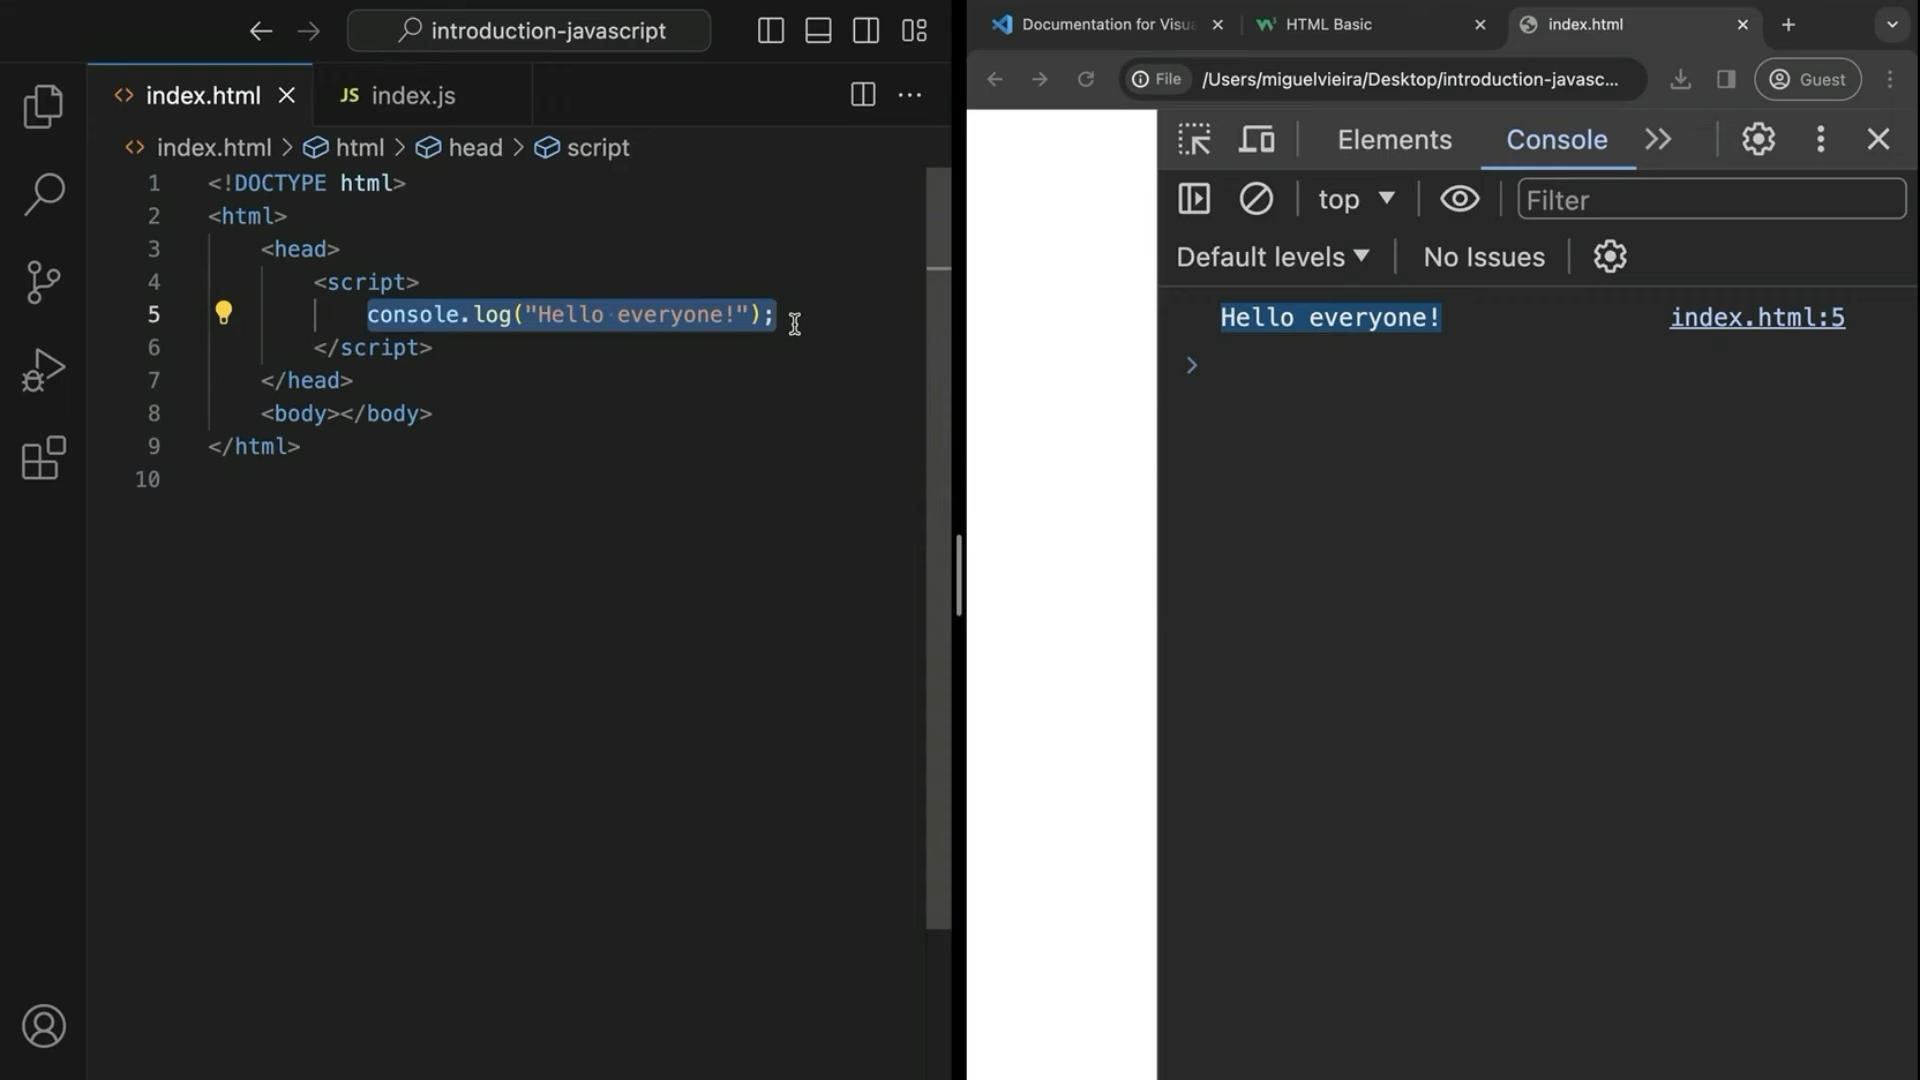 introduction-javascript
index.html
JS index.js
index.html > html > head > script
1 <!DOCTYPE html>
2 <html>
3 <head>
4 <script>
5 console.log("Hello everyone!");
6 </script>
7 </head>
8 <body></body>
9 </html>
10
Documentation for Visu
HTML Basic
index.html
File /Users/miguelvieira/Desktop/introduction-javasc...
Guest
Elements
Console
top
Filter
Default levels
No Issues
Hello everyone! index.html:5